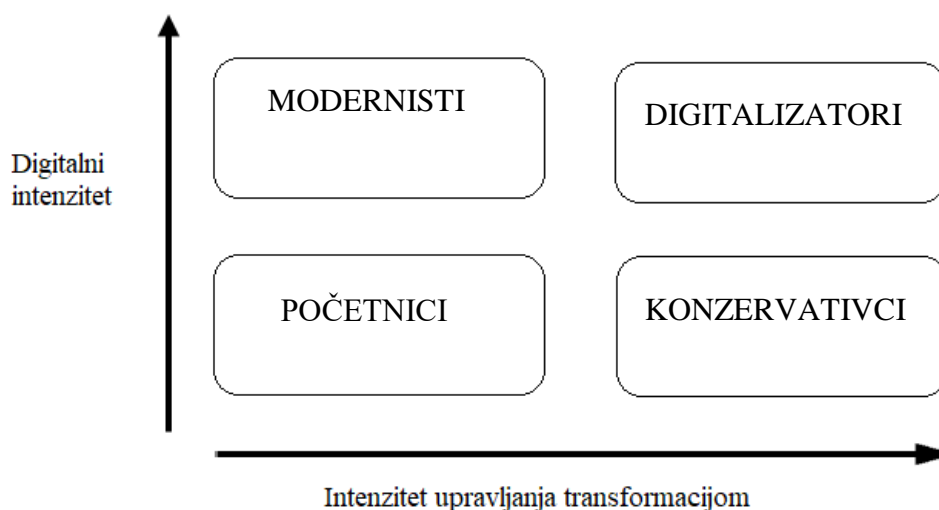 MODERNISTI
DIGITALIZATORI
Digitalni
intenzitet
POČETNICI
KONZERVATIVCI
Intenzitet upravljanja transformacijom